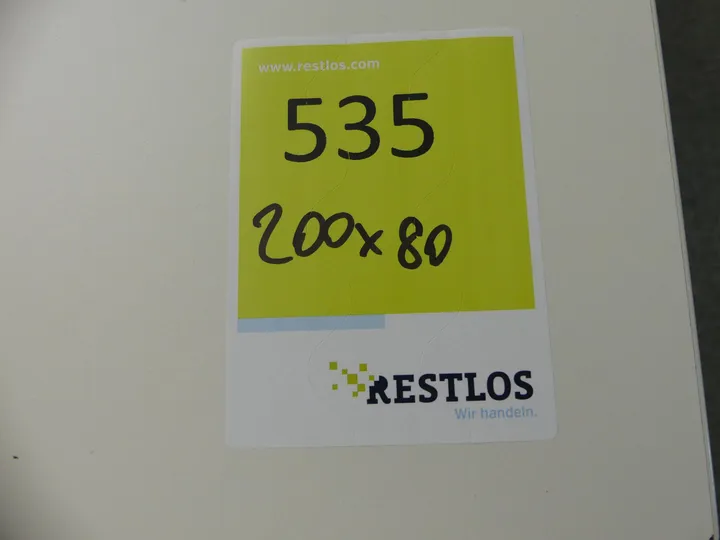 www.restlos.com
535
200x80
RESTLOS
Wir handeln.